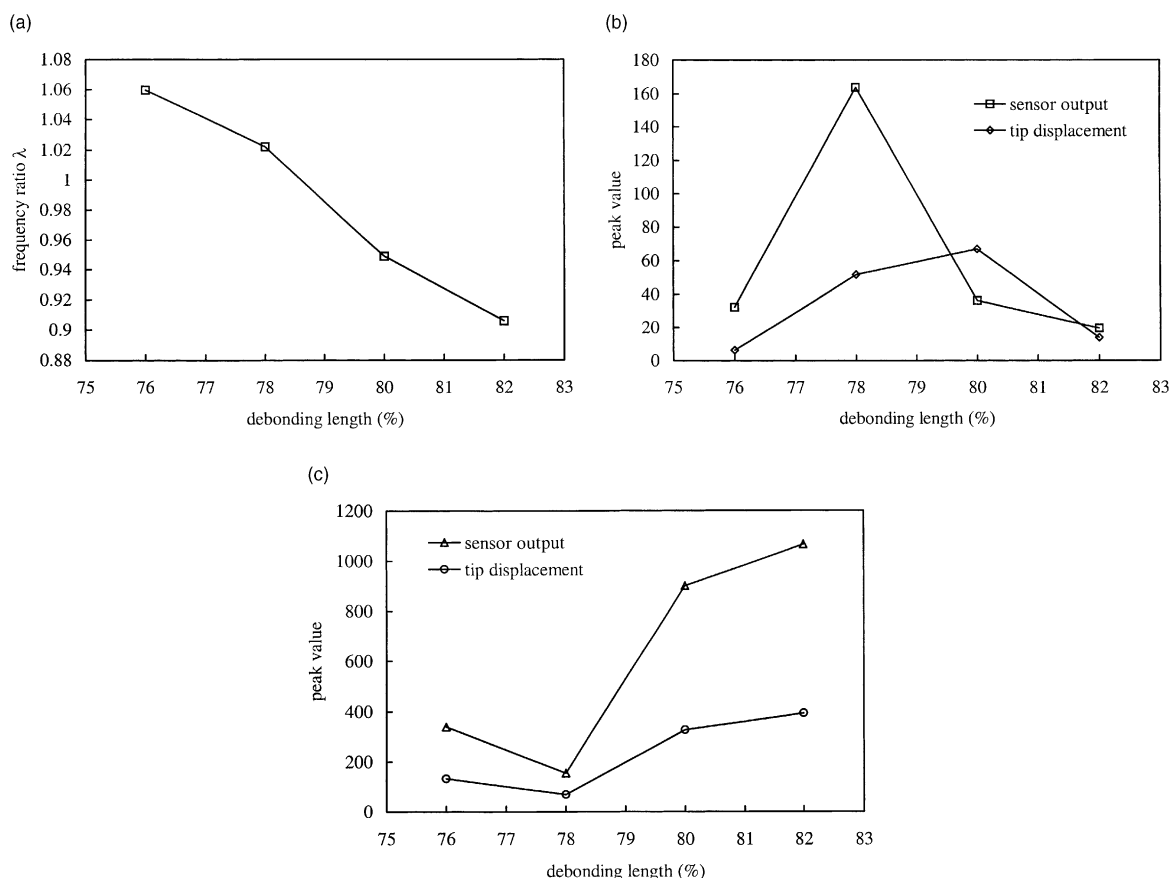 (a)
1.08
1.06
1.04
1.02
1
0.98
0.96
0.94
0.92
0.9
0.88
frequency ratio λ
75 76 77 78 79 80 81 82 83
debonding length (%)
(b)
180
160
140
120
100
80
60
40
20
0
peak value
sensor output
tip displacement
75 76 77 78 79 80 81 82 83
debonding length (%)
(c)
1200
1000
800
600
400
200
0
peak value
sensor output
tip displacement
75 76 77 78 79 80 81 82 83
debonding length (%)